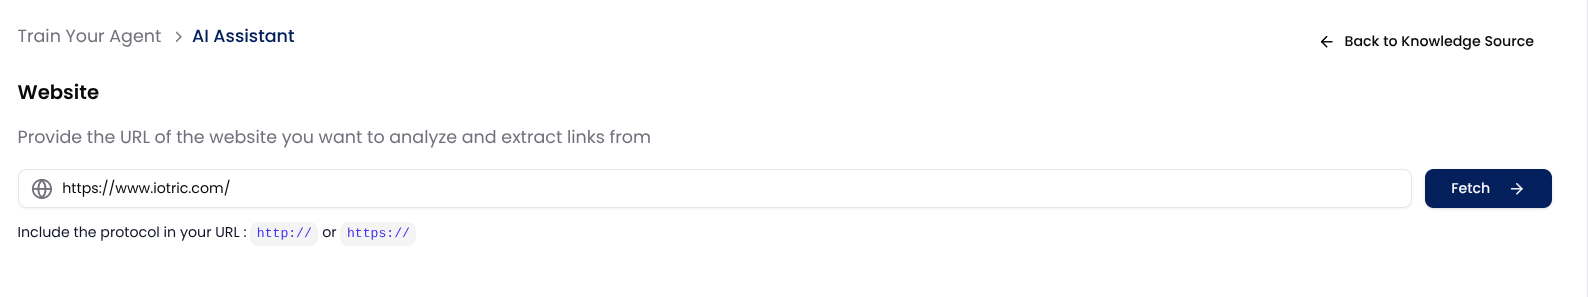 Train Your Agent > AI Assistant
← Back to Knowledge Source
Website
Provide the URL of the website you want to analyze and extract links from
https://www.iotric.com/
Fetch →
Include the protocol in your URL : http:// or https://